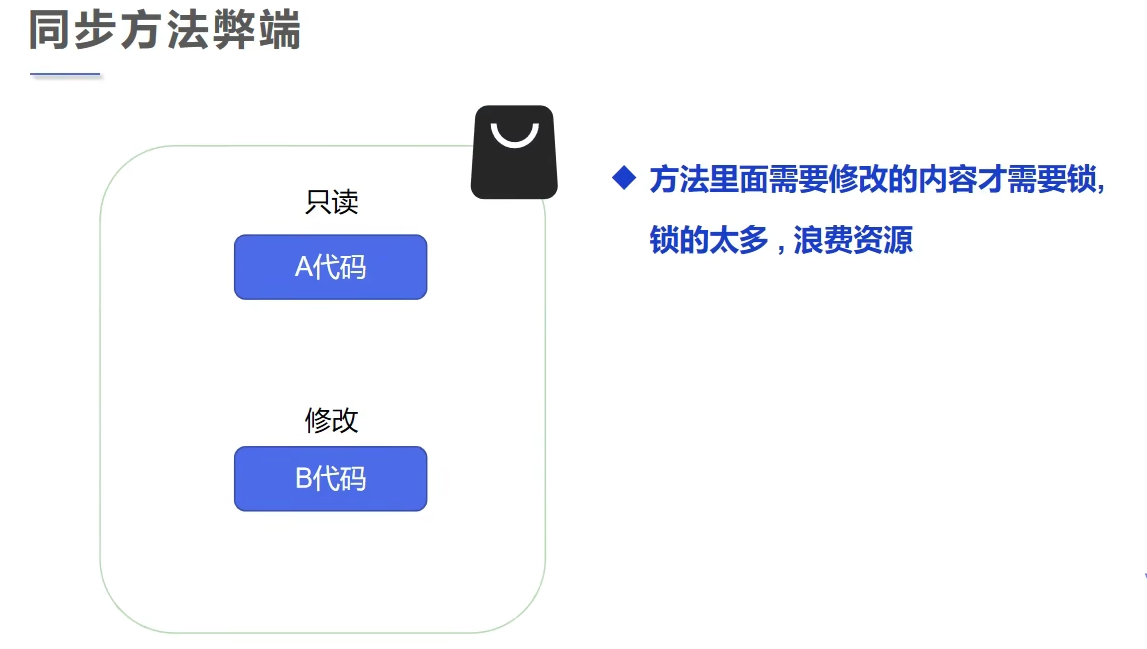 同步方法弊端
只读
A代码
修改
B代码
方法里面需要修改的内容才需要锁,
锁的太多，浪费资源